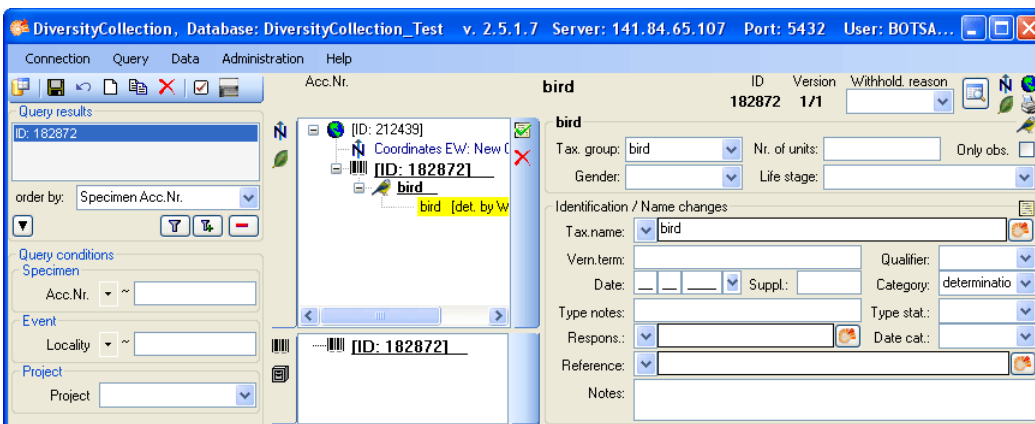 DiversityCollection, Database: DiversityCollection_Test v. 2.5.1.7 Server: 141.84.65.107 Port: 5432 User: BOTSA...
Connection Query Data Administration Help
Query results
ID: 182872
order by: Specimen Acc.Nr.
Query conditions
Specimen
Acc.Nr. ~
Event
Locality ~
Project
Project
Acc.Nr.
bird
ID Version Withhold. reason
182872 1/1
[ID: 212439]
Coordinates EW: New
[ID: 182872]
bird
bird [det. by W
[ID: 182872]
bird
Tax. group: bird Nr. of units: Only obs.
Gender: Life stage:
Identification / Name changes
Tax.name: bird
Vern.term: Qualifier:
Date: __ __ ____ Suppl.: Category: determinatio
Type notes: Type stat.:
Respons.: Date cat.:
Reference:
Notes: